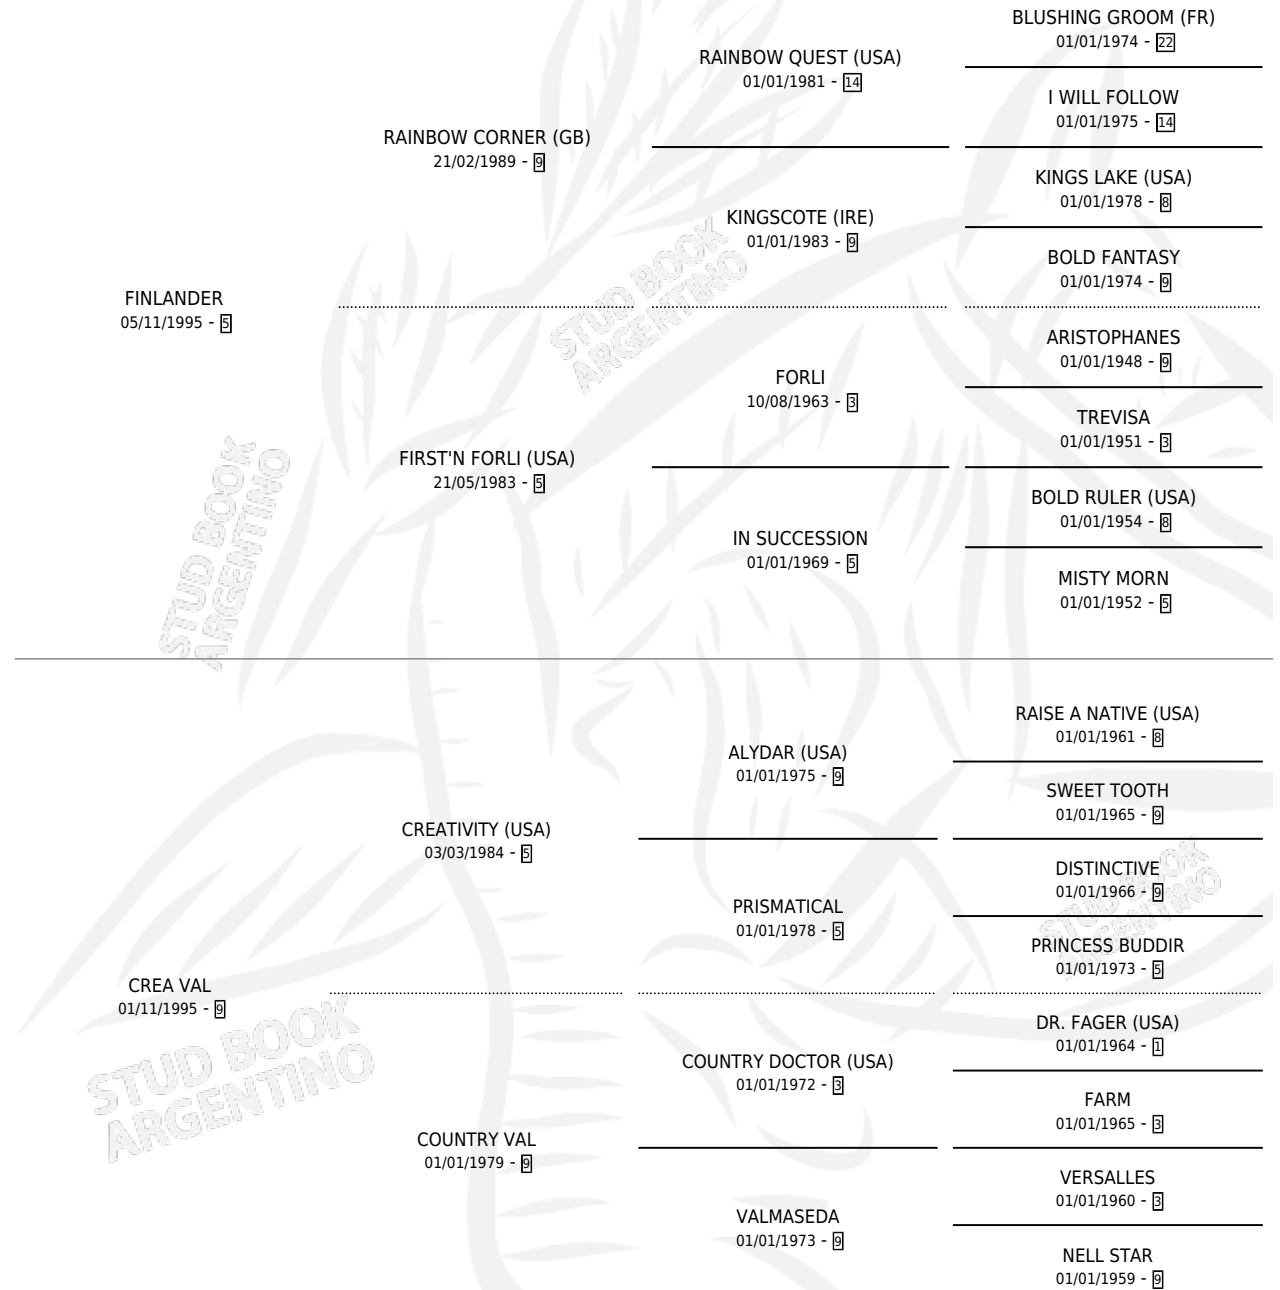 BLUSHING GROOM (FR)
01/01/1974 - 22
RAINBOW QUEST (USA)
01/01/1981 - 14
I WILL FOLLOW
01/01/1975 - 14
RAINBOW CORNER (GB)
21/02/1989 - 9
KINGS LAKE (USA)
01/01/1978 - 8
KINGSCOTE (IRE)
01/01/1983 - 9
BOLD FANTASY
01/01/1974 - 9
FINLANDER
05/11/1995 - 5
ARISTOPHANES
01/01/1948 - 9
FORLI
10/08/1963 - 3
TREVISA
01/01/1951 - 3
FIRST'N FORLI (USA)
21/05/1983 - 5
BOLD RULER (USA)
01/01/1954 - 8
IN SUCCESSION
01/01/1969 - 5
MISTY MORN
01/01/1952 - 5
STUD BOOK
ARGENTINO
STUD BOOK
ARGENTINO
RAISE A NATIVE (USA)
01/01/1961 - 8
ALYDAR (USA)
01/01/1975 - 9
SWEET TOOTH
01/01/1965 - 9
CREATIVITY (USA)
03/03/1984 - 5
DISTINCTIVE
01/01/1966 - 9
PRISMATICAL
01/01/1978 - 5
PRINCESS BUDDIR
01/01/1973 - 5
STUD BOOK
ARGENTINO
CREA VAL
01/11/1995 - 9
DR. FAGER (USA)
01/01/1964 - 1
COUNTRY DOCTOR (USA)
01/01/1972 - 3
FARM
01/01/1965 - 3
COUNTRY VAL
01/01/1979 - 9
VERSALLES
01/01/1960 - 3
VALMASEDA
01/01/1973 - 9
NELL STAR
01/01/1959 - 9
STUD BOOK
ARGENTINO